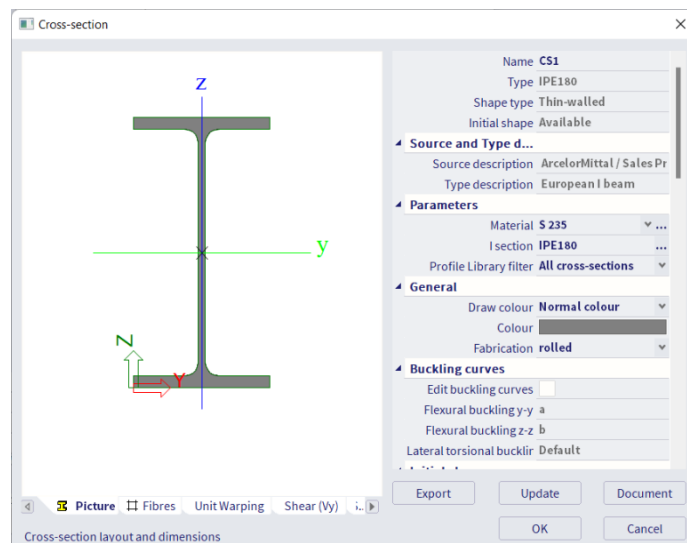 Cross-section
z
y
Z
Y
Picture Fibres Unit Warping Shear (Vy)
Cross-section layout and dimensions
Name CS1
Type IPE180
Shape type Thin-walled
Initial shape Available
Source and Type d...
Source description ArcelorMittal / Sales Pr
Type description European I beam
Parameters
Material S 235 ...
I section IPE180 ...
Profile Library filter All cross-sections
General
Draw colour Normal colour
Colour
Fabrication rolled
Buckling curves
Edit buckling curves
Flexural buckling y-y a
Flexural buckling z-z b
Lateral torsional bucklir Default
Export Update Document
OK Cancel